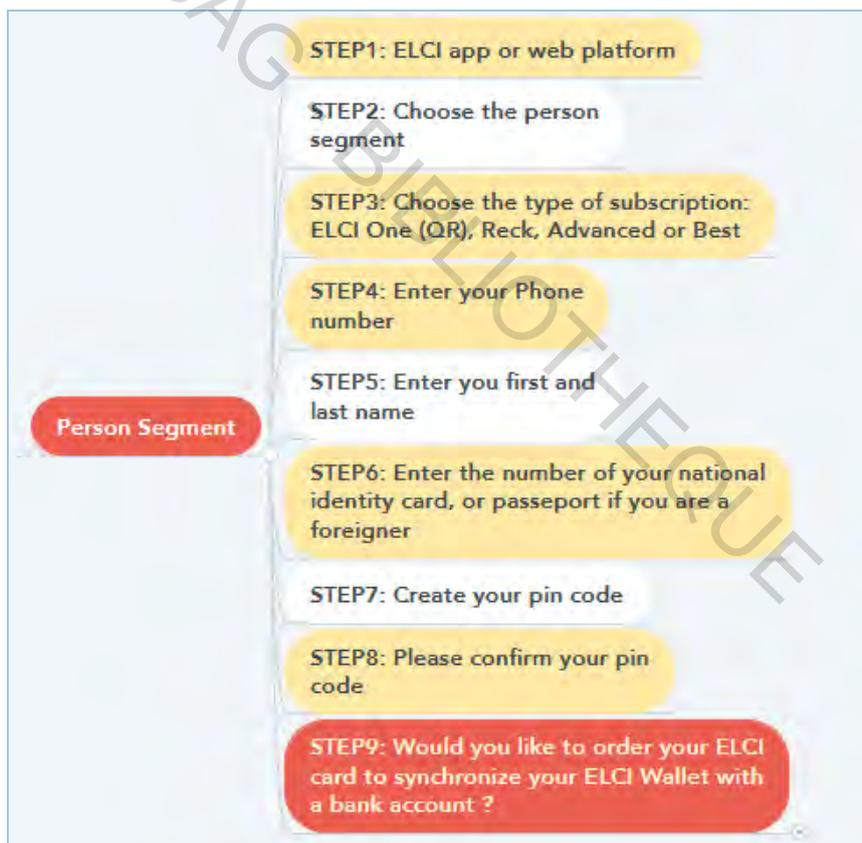 STEP1: ELCI app or web platform
STEP2: Choose the person
segment
STEP3: Choose the type of subscription:
ELCI One (QR), Reck, Advanced or Best
STEP4: Enter your Phone
number
STEP5: Enter you first and
last name
Person Segment
STEP6: Enter the number of your national
identity card, or passeport if you are a
foreigner
STEP7: Create your pin code
STEP8: Please confirm your pin
code
STEP9: Would you like to order your ELCI
card to synchronize your ELCI Wallet with
a bank account ?
BIBLIOTHEQUE